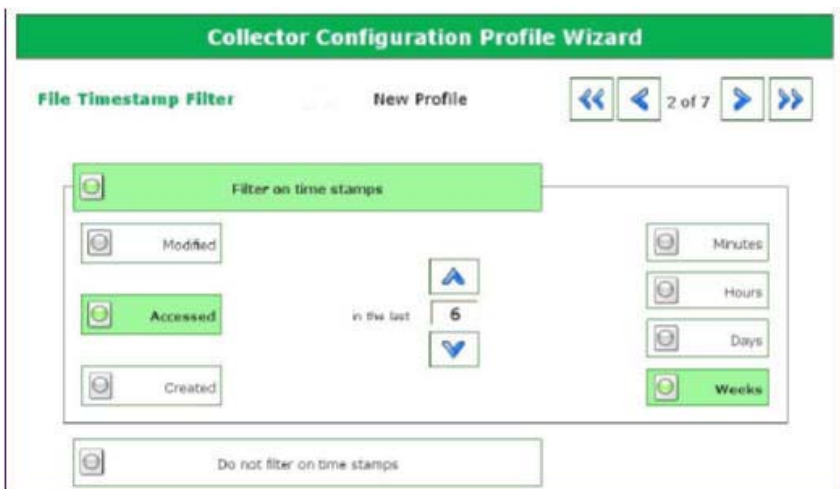 Collector Configuration Profile Wizard
File Timestamp Filter New Profile 2 of 7
Filter on time stamps
Modified Minutes
Hours
Accessed in the last 6
Days
Created Weeks
Do not filter on time stamps